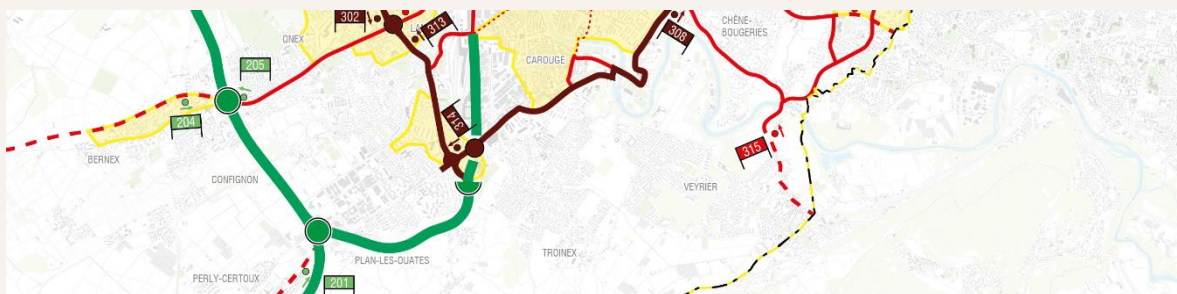 302
313
308
CHÊNE-
BOUGERIES
ONEX
CAROUGE
205
204
314
315
BERNEX
CONFIGNON
VEYRIER
TROINEX
PLAN-LES-OUATES
PERLY-CERTOUX
201